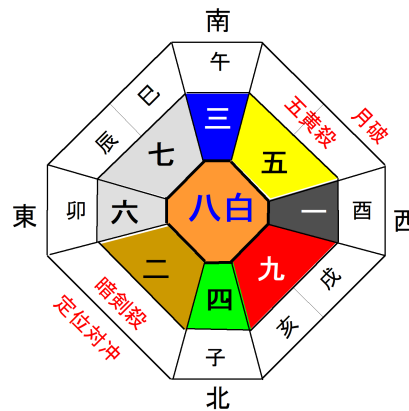 南
午
巳
辰
三
五黄殺
月破
七
五
東
卯
六
八白
一
酉
西
二
四
九
戌
暗剣殺
定位対冲
子
亥
北